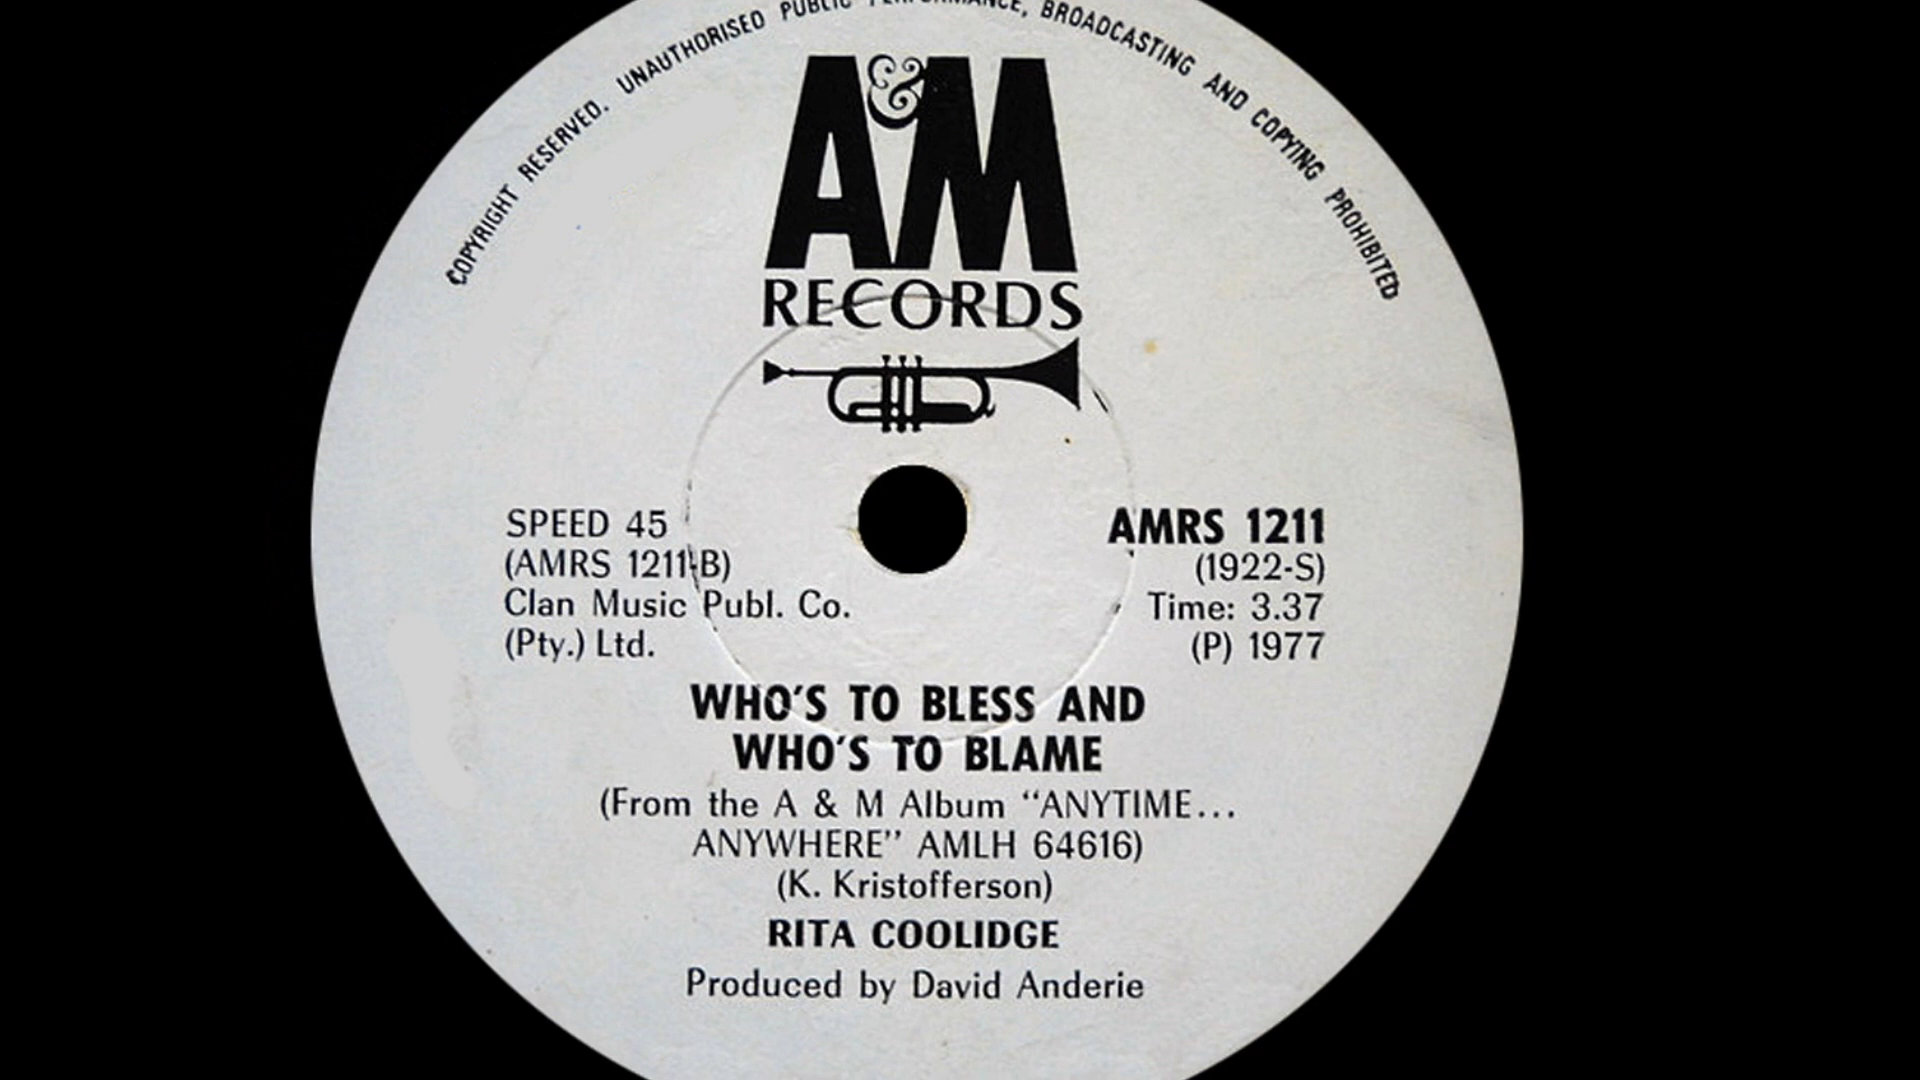 COPYRIGHT RESERVED. UNAUTHORISED PUBLIC PERFORMANCE, BROADCASTING AND COPYING PROHIBITED
A&M
RECORDS
SPEED 45
(AMRS 1211-B)
Clan Music Publ. Co.
(Pty.) Ltd.
AMRS 1211
(1922-S)
Time: 3.37
(P) 1977
WHO'S TO BLESS AND
WHO'S TO BLAME
(From the A & M Album “ANYTIME...
ANYWHERE” AMLH 64616)
(K. Kristofferson)
RITA COOLIDGE
Produced by David Anderie